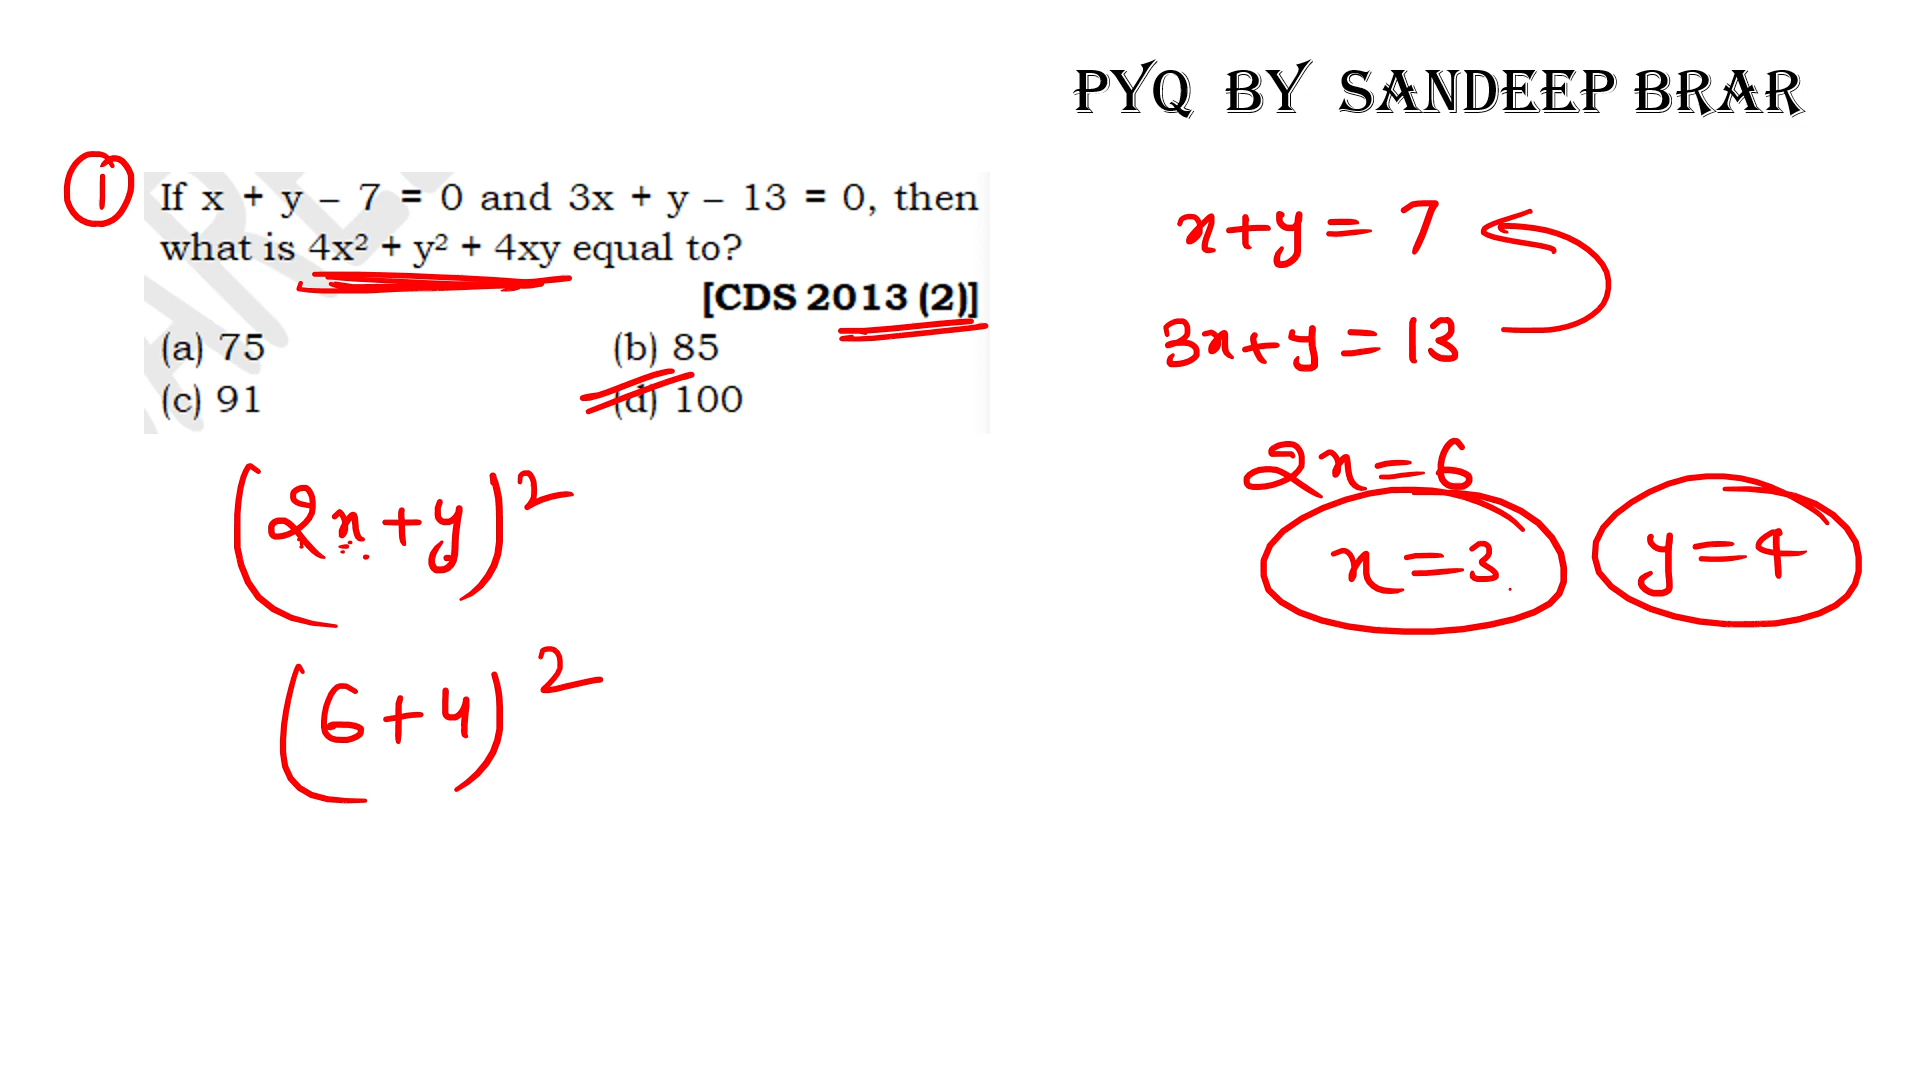 PYQ BY SANDEEP BRAR
1
If x + y – 7 = 0 and 3x + y – 13 = 0, then
what is 4x² + y² + 4xy equal to?
[CDS 2013 (2)]
(a) 75 (b) 85
(c) 91 (d) 100
(2x+y)²
(6+4)²
x+y = 7
3x+y = 13
2x=6
x=3 y=4